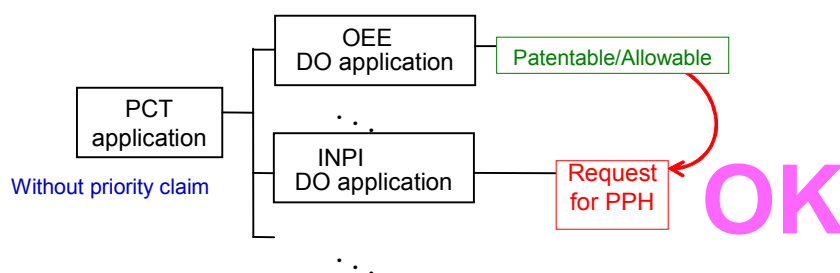 OEE
DO application
Patentable/Allowable
PCT
application
. . .
INPI
DO application
Without priority claim
Request
for PPH
OK
. . .